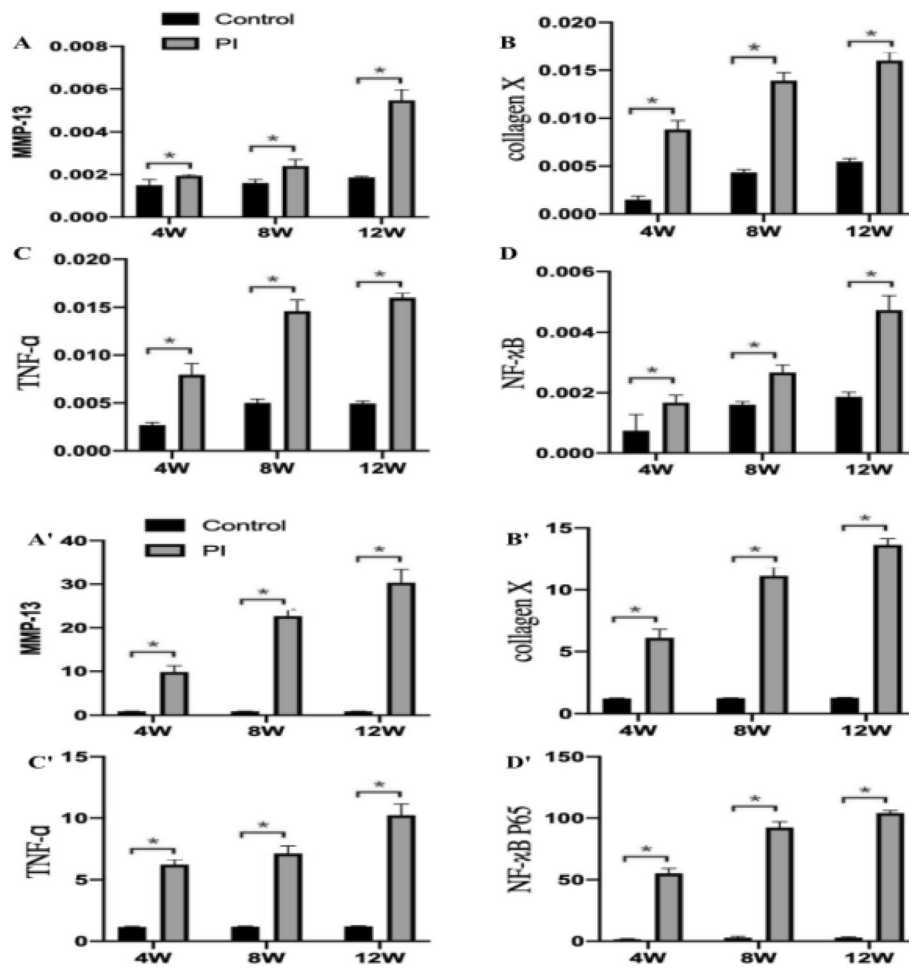 Control
PI
A
MMP-13
0.008
0.006
0.004
0.002
0.000
* * *
4W 8W 12W
B
collagen X
0.020
0.015
0.010
0.005
0.000
* * *
4W 8W 12W
C
TNF-α
0.020
0.015
0.010
0.005
0.000
* * *
4W 8W 12W
D
NF-κB
0.006
0.004
0.002
0.000
* * *
4W 8W 12W
Control
PI
A'
MMP-13
40
30
20
10
0
* * *
4W 8W 12W
B'
collagen X
15
10
5
0
* * *
4W 8W 12W
C'
TNF-α
15
10
5
0
* * *
4W 8W 12W
D'
NF-κB P65
150
100
50
0
* * *
4W 8W 12W